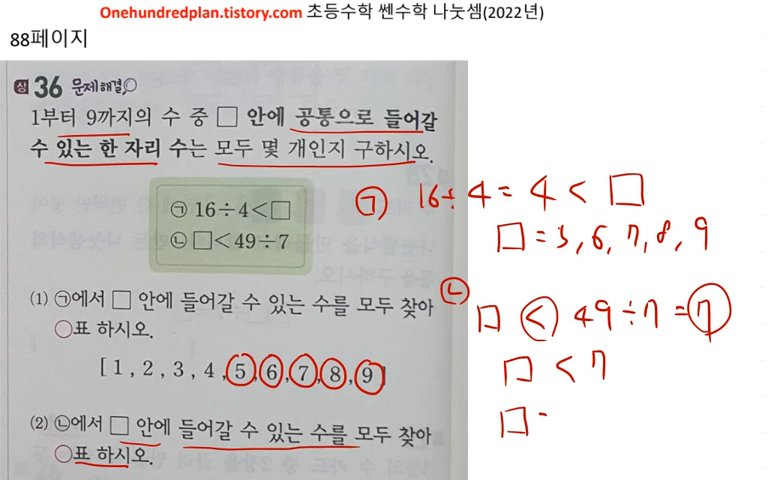 Onehundredplan.tistory.com 초등수학 쎈수학 나눗셈(2022년)
88페이지
상 36 문제해결
1부터 9까지의 수 중 □ 안에 공통으로 들어갈
수 있는 한 자리 수는 모두 몇 개인지 구하시오.
㉠ 16÷4<□
㉡ □<49÷7
(1) ㉠에서 □ 안에 들어갈 수 있는 수를 모두 찾아
○표 하시오.
[1, 2, 3, 4, 5, 6, 7, 8, 9]
(2) ㉡에서 □ 안에 들어갈 수 있는 수를 모두 찾아
○표 하시오.
㉠ 16÷4=4<□
□=5, 6, 7, 8, 9
㉡
□<49÷7=7
□<7
□